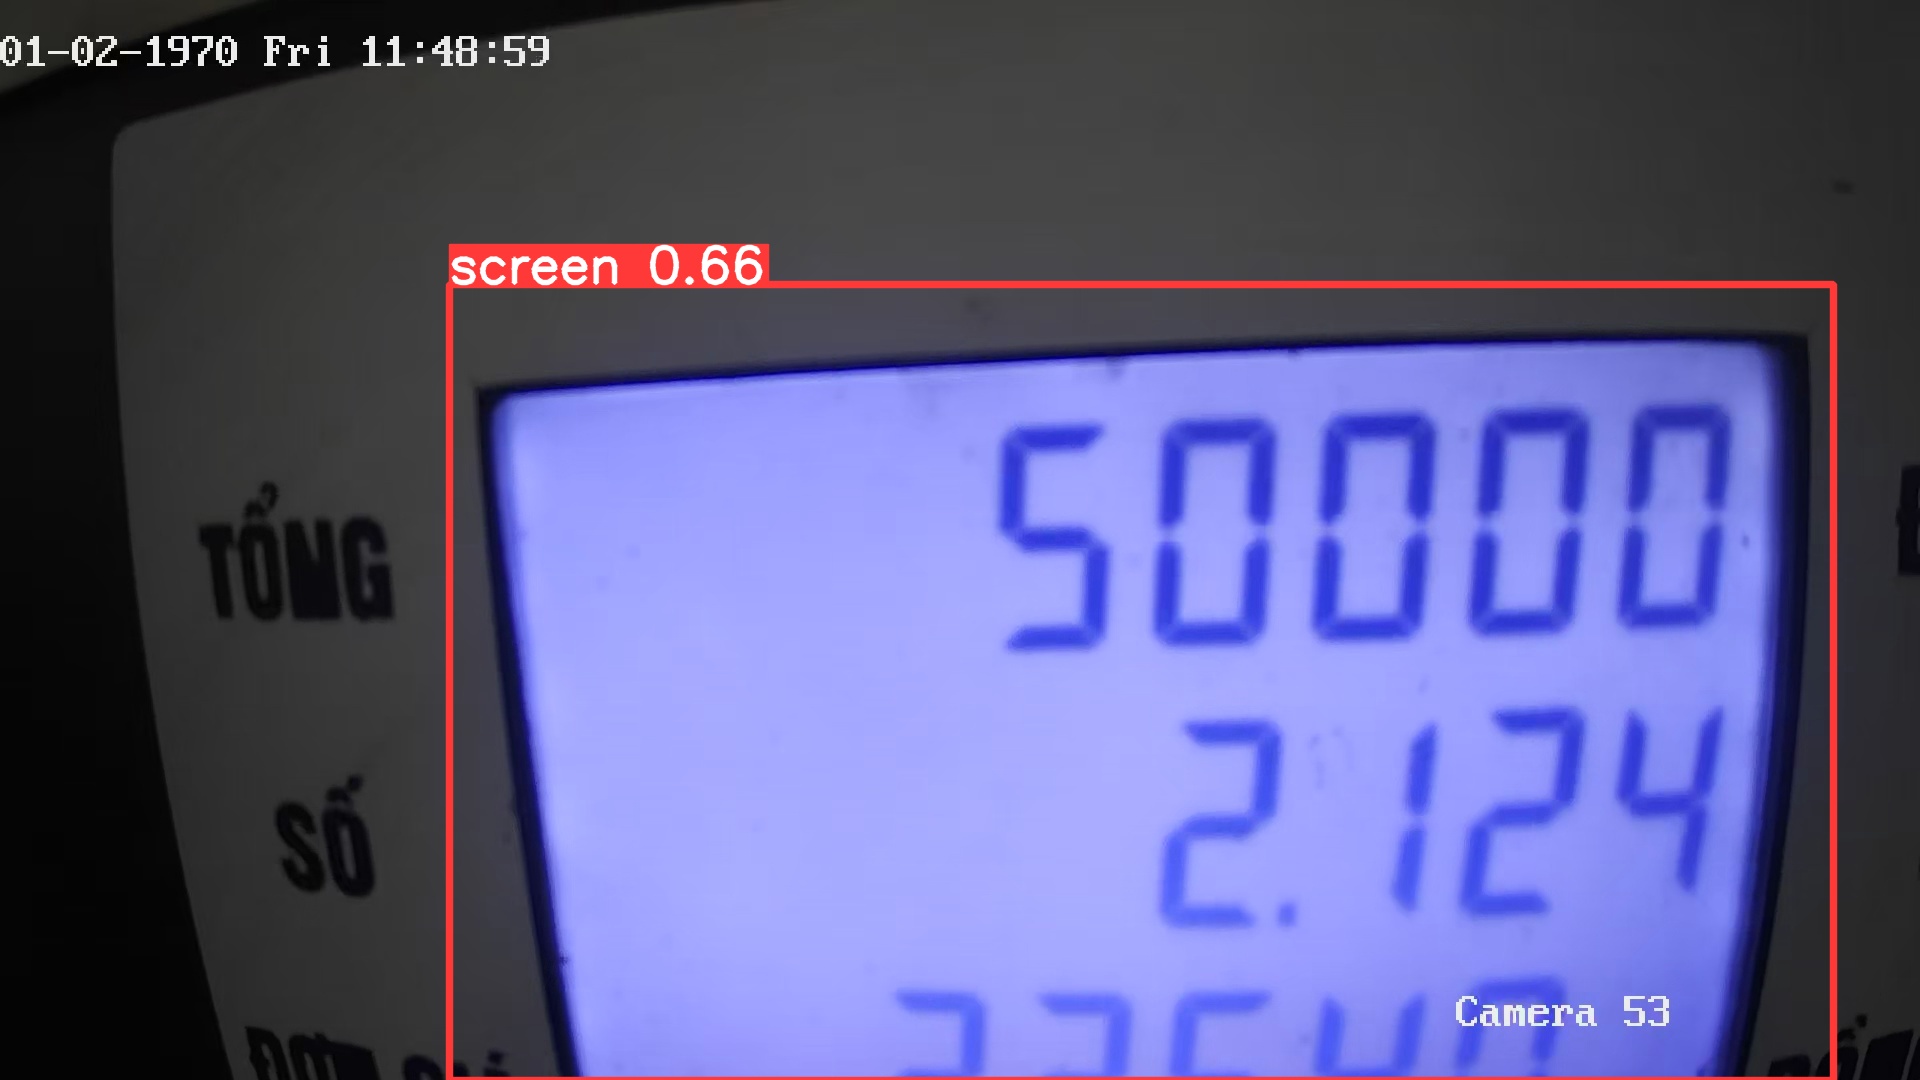 01-02-1970 Fri 11:48:59
screen 0.66
TỔNG
50000
SỐ
2.124
Camera 53